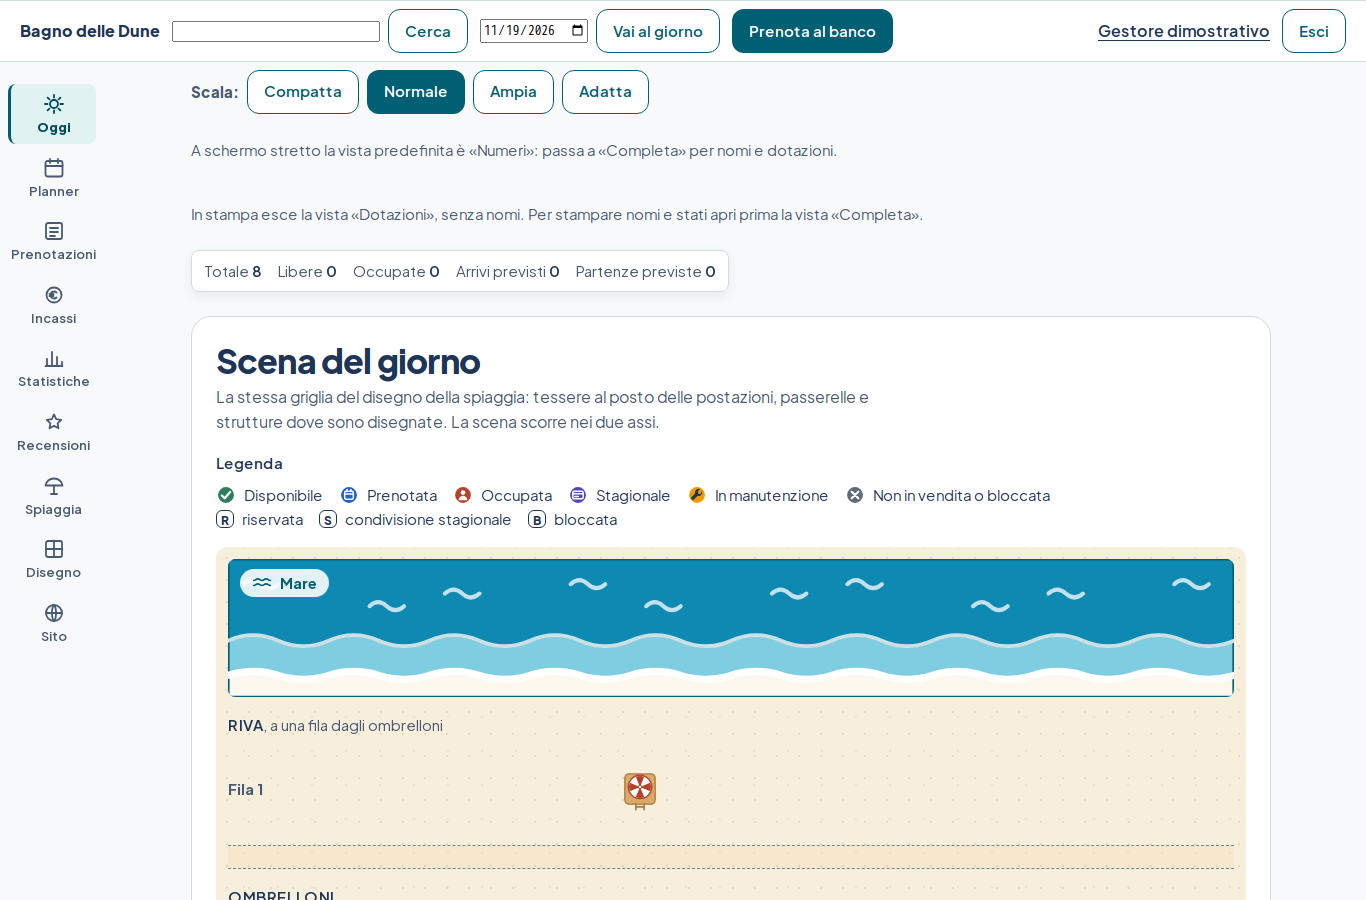 Bagno delle Dune
Cerca
11/19/2026
Vai al giorno
Prenota al banco
Gestore dimostrativo
Esci
Oggi
Planner
Prenotazioni
Incassi
Statistiche
Recensioni
Spiaggia
Disegno
Sito
Scala:
Compatta
Normale
Ampia
Adatta
A schermo stretto la vista predefinita è «Numeri»: passa a «Completa» per nomi e dotazioni.
In stampa esce la vista «Dotazioni», senza nomi. Per stampare nomi e stati apri prima la vista «Completa».
Totale 8 Libere 0 Occupate 0 Arrivi previsti 0 Partenze previste 0
Scena del giorno
La stessa griglia del disegno della spiaggia: tessere al posto delle postazioni, passerelle e
strutture dove sono disegnate. La scena scorre nei due assi.
Legenda
Disponibile Prenotata Occupata Stagionale In manutenzione Non in vendita o bloccata
R riservata S condivisione stagionale B bloccata
Mare
RIVA, a una fila dagli ombrelloni
Fila 1
OMBRELLONI